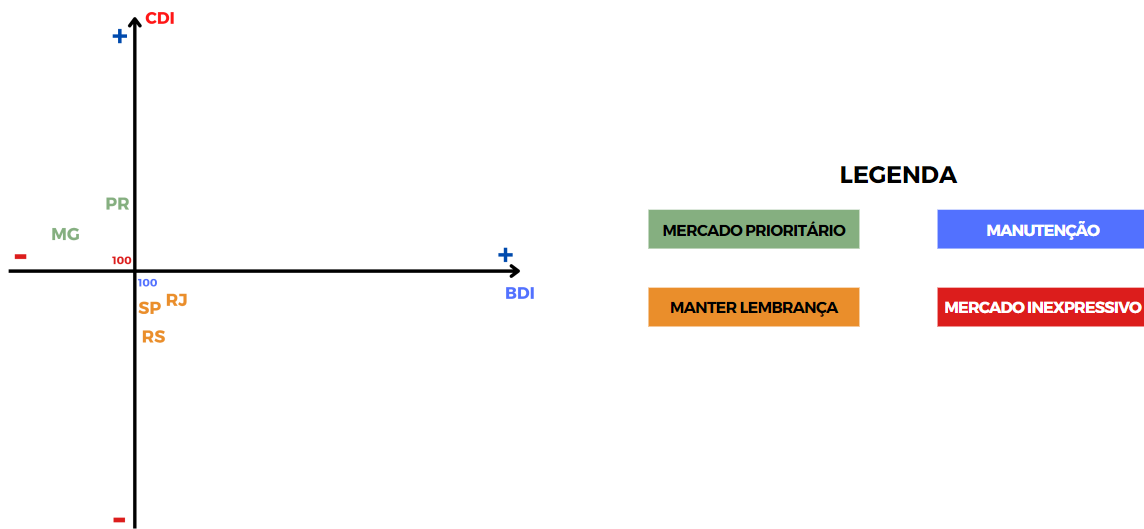 CDI
+
LEGENDA
PR
MERCADO PRIORITÁRIO
MANUTENÇÃO
MG
-
100
+
100
BDI
RJ
SP
MANTER LEMBRANÇA
MERCADO INEXPRESSIVO
RS
-